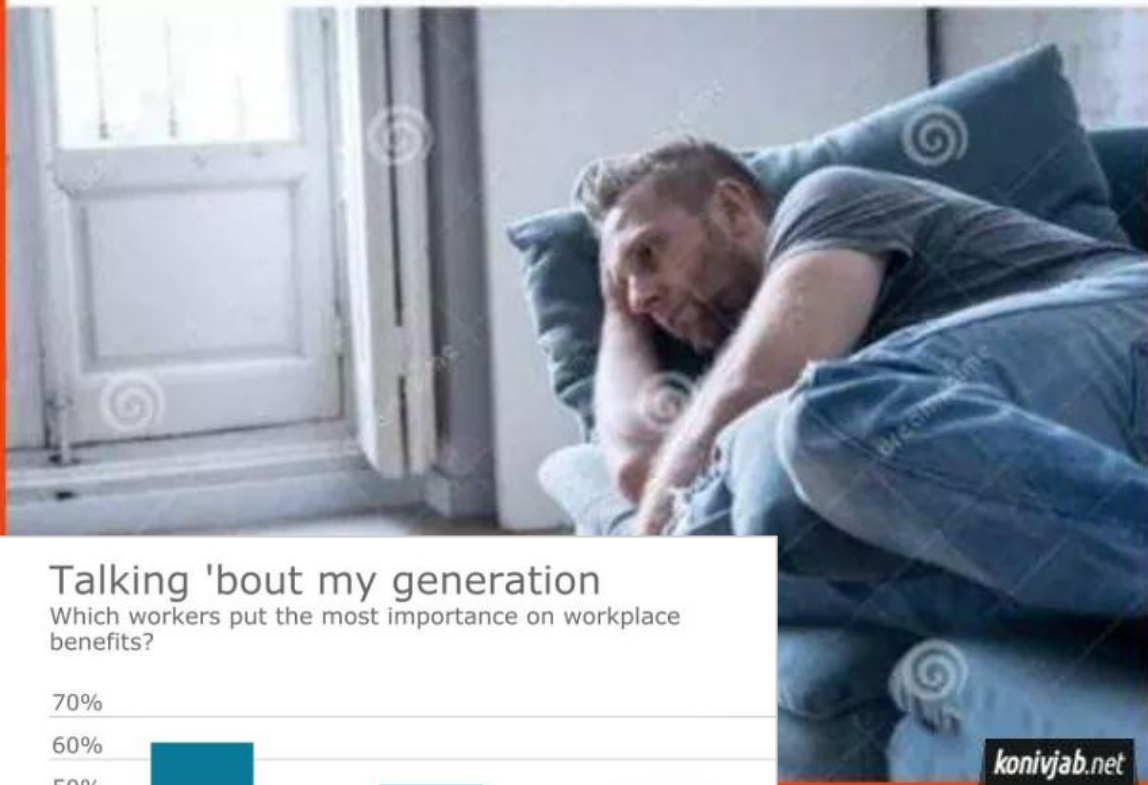 Talking 'bout my generation
Which workers put the most importance on workplace
benefits?
70%
60%
konivjab.net